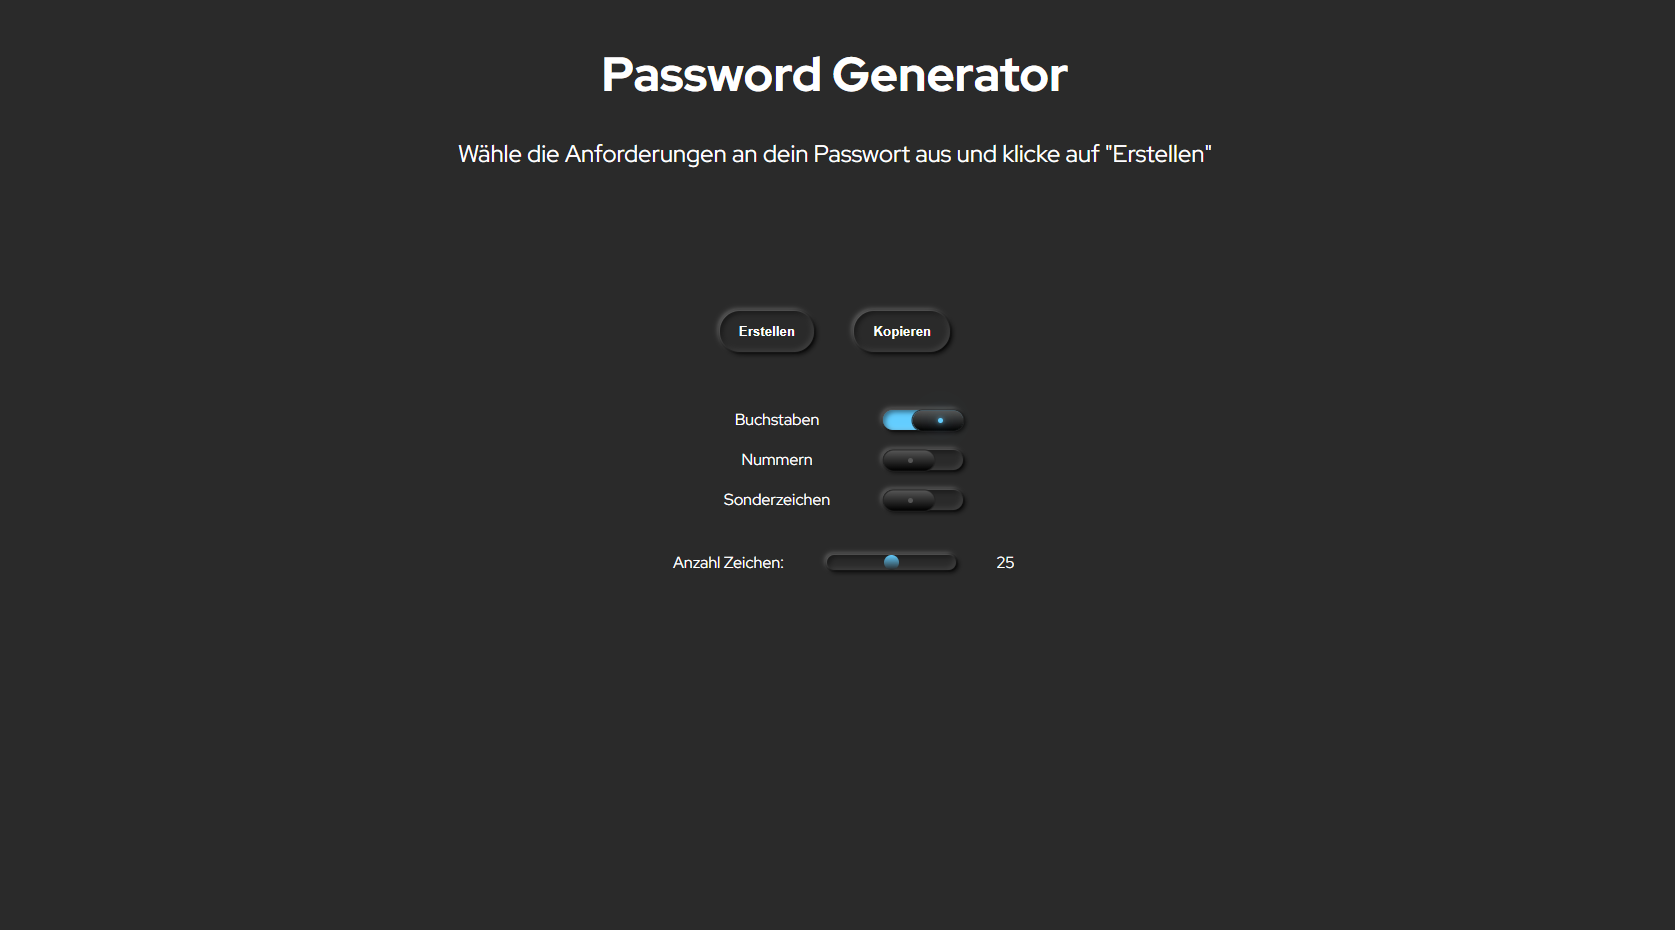 Password Generator
Wähle die Anforderungen an dein Passwort aus und klicke auf "Erstellen"
Erstellen Kopieren
Buchstaben
Nummern
Sonderzeichen
Anzahl Zeichen: 25